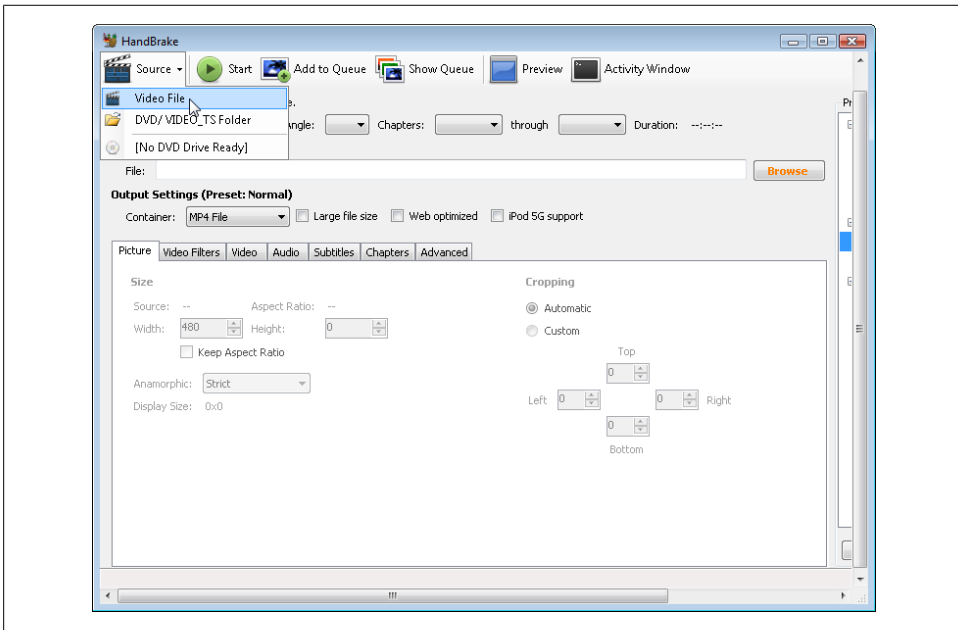 HandBrake
Source Start Add to Queue Show Queue Preview Activity Window
Video File
DVD/ VIDEO_TS Folder
[No DVD Drive Ready]
Angle: Chapters: through Duration: --:--:--
File: Browse
Output Settings (Preset: Normal)
Container: MP4 File Large file size Web optimized iPod 5G support
Picture Video Filters Video Audio Subtitles Chapters Advanced
Size Cropping
Source: -- Aspect Ratio: -- Automatic
Width: 480 Height: 0 Custom
Keep Aspect Ratio Top
0
Anamorphic: Strict
Left 0 0 Right
Display Size: 0x0
0
Bottom